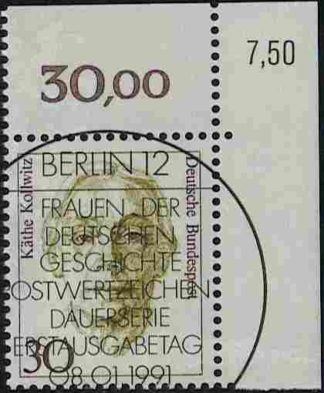 7,50
30,00
Käthe Kollwitz
Deutsche Bundespost
30
BERLIN 12
FRAUEN DER
DEUTSCHEN
GESCHICHTE
POSTWERTZEICHEN
DAUERSERIE
ERSTAUSGABETAG
08.01.1991